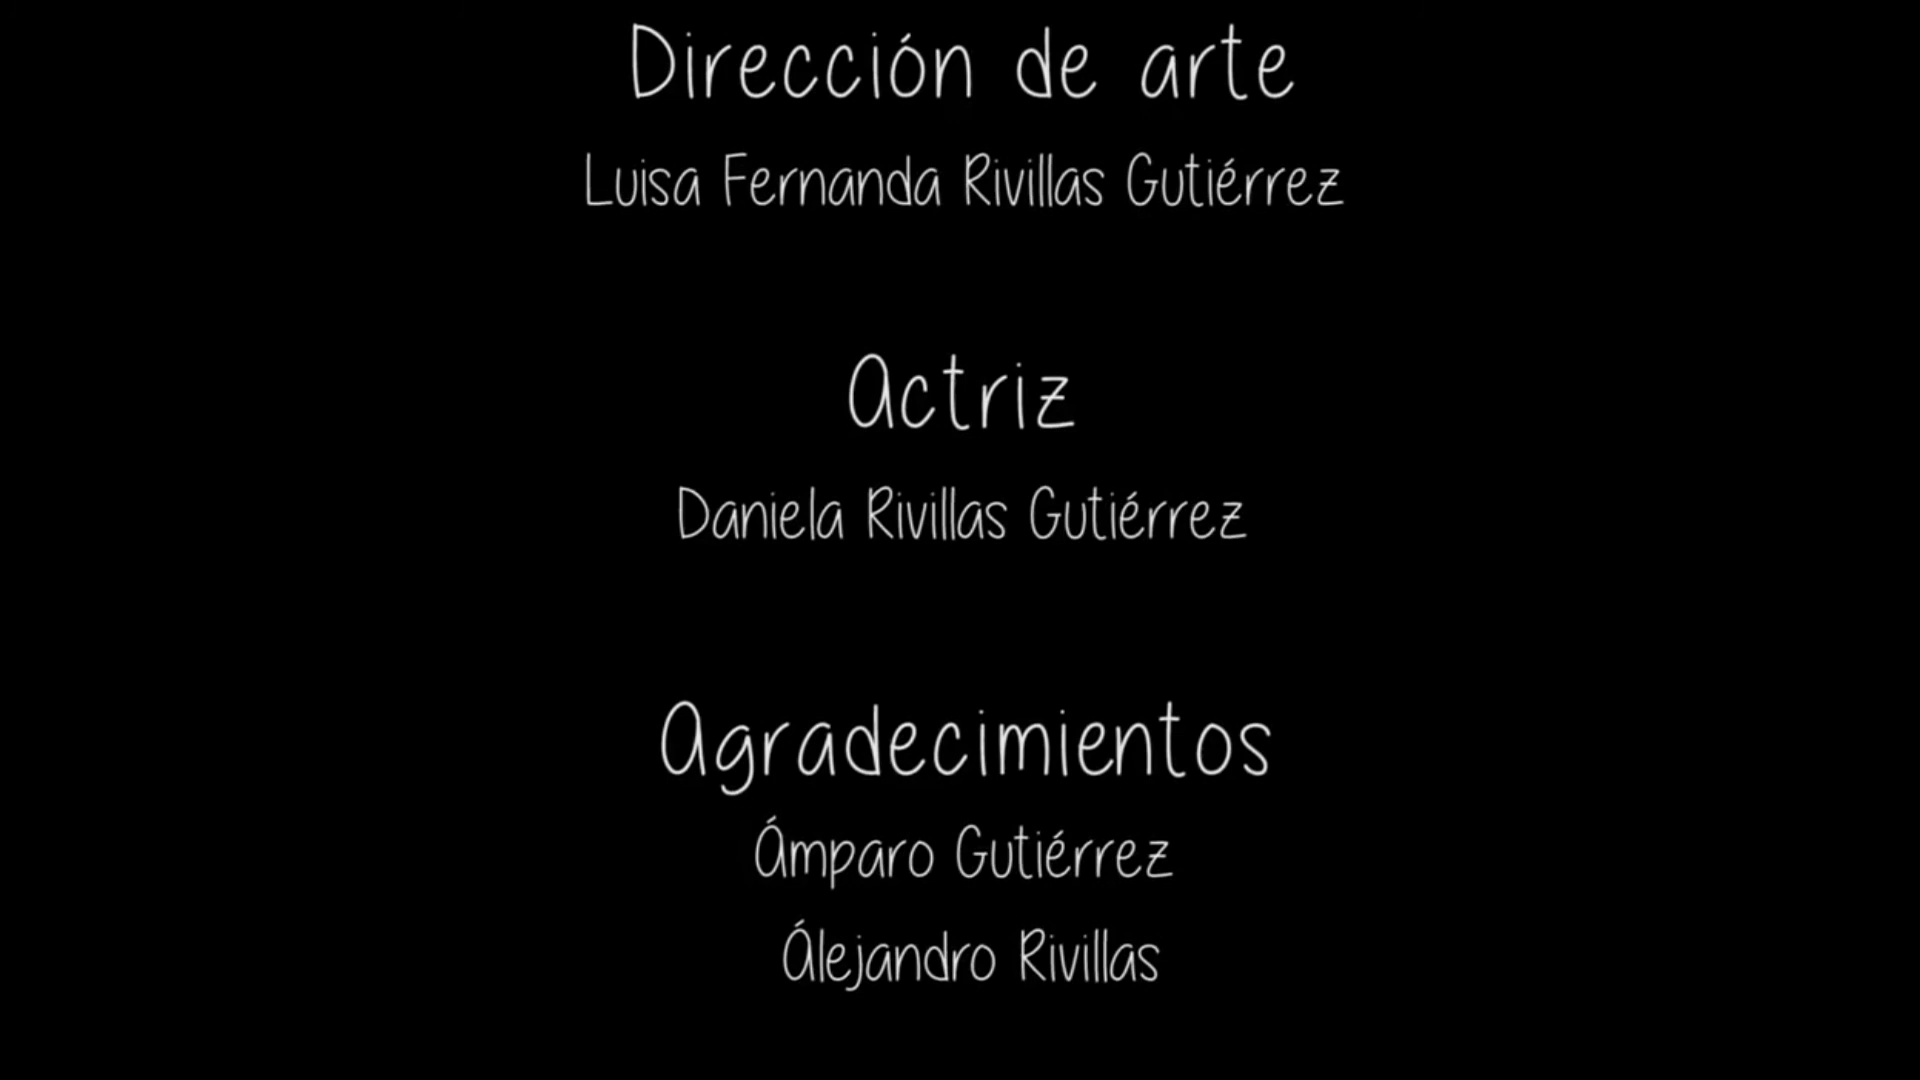 Dirección de arte
Luisa Fernanda Rivillas Gutiérrez
Actriz
Daniela Rivillas Gutiérrez
Agradecimientos
Ámparo Gutiérrez
Álejandro Rivillas